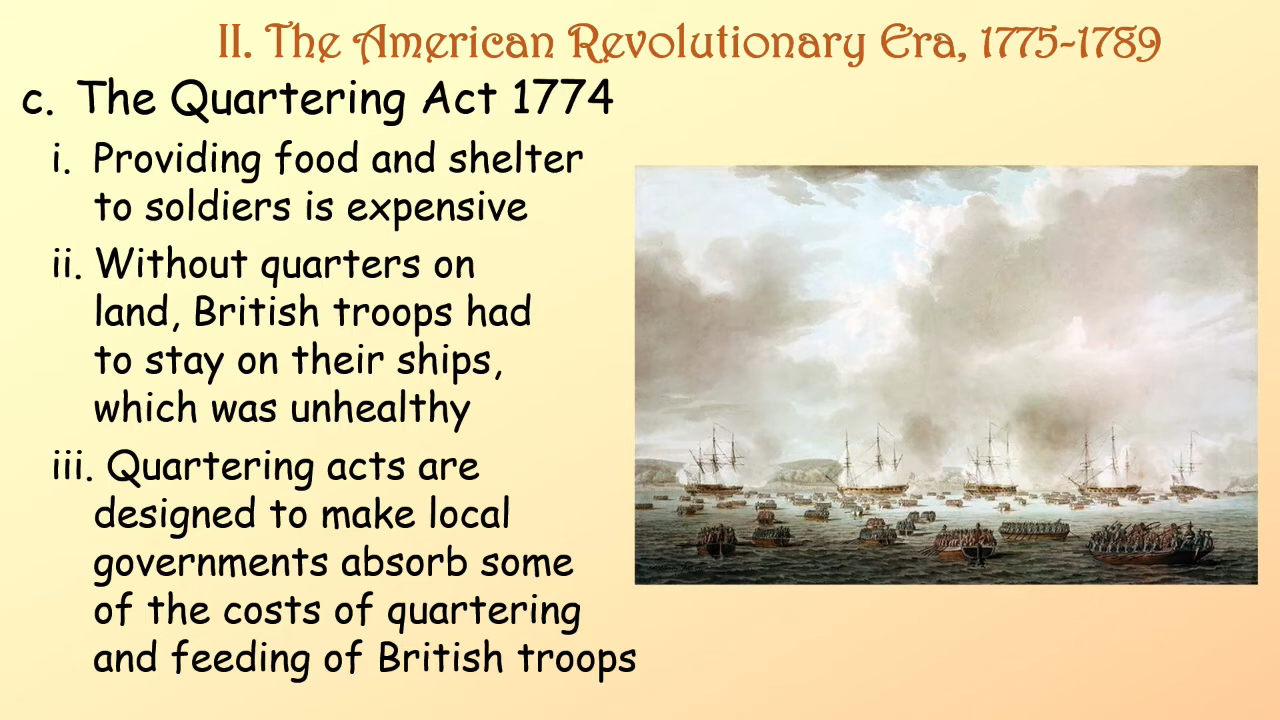 II. The American Revolutionary Era, 1775-1789
c. The Quartering Act 1774
i. Providing food and shelter
to soldiers is expensive
ii. Without quarters on
land, British troops had
to stay on their ships,
which was unhealthy
iii. Quartering acts are
designed to make local
governments absorb some
of the costs of quartering
and feeding of British troops